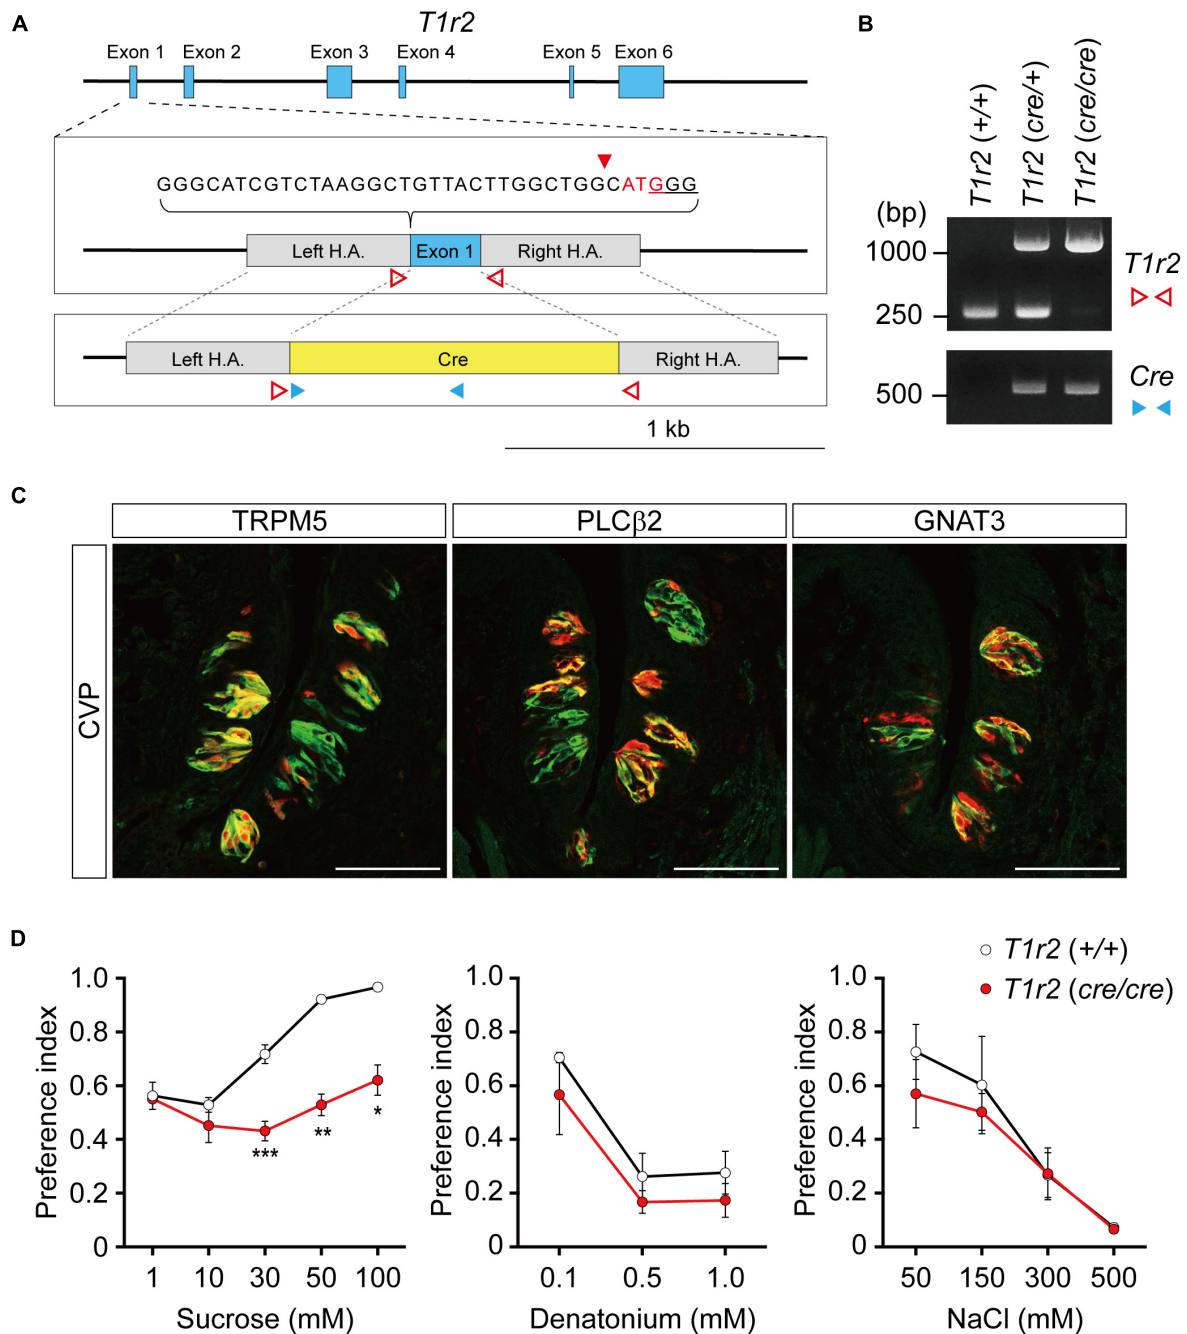 A
T1r2
Exon 1 Exon 2 Exon 3 Exon 4 Exon 5 Exon 6
GGGCATCGTCTAAGGCTGTTACTTGGCTGGCATGGG
Left H.A. Exon 1 Right H.A.
Left H.A. Cre Right H.A.
1 kb
B
T1r2 (+/+)
T1r2 (cre/+)
T1r2 (cre/cre)
(bp)
1000
250
T1r2
500
Cre
C
TRPM5 PLCβ2 GNAT3
CVP
D
T1r2 (+/+)
T1r2 (cre/cre)
Preference index
1.0
0.8
0.6
0.4
0.2
0
***
**
*
1 10 30 50 100
Sucrose (mM)
Preference index
1.0
0.8
0.6
0.4
0.2
0
0.1 0.5 1.0
Denatonium (mM)
Preference index
1.0
0.8
0.6
0.4
0.2
0
50 150 300 500
NaCl (mM)